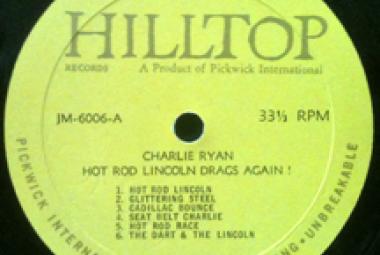 HILLTOP
RECORDS A Product of Pickwick International
JM-6006-A 33⅓ RPM
CHARLIE RYAN
HOT ROD LINCOLN DRAGS AGAIN !
1. HOT ROD LINCOLN
2. GLITTERING STEEL
3. CADILLAC BOUNCE
4. SEAT BELT CHARLIE
5. HOT ROD RACE
6. THE DART & THE LINCOLN
PICKWICK
• UNBREAKABLE